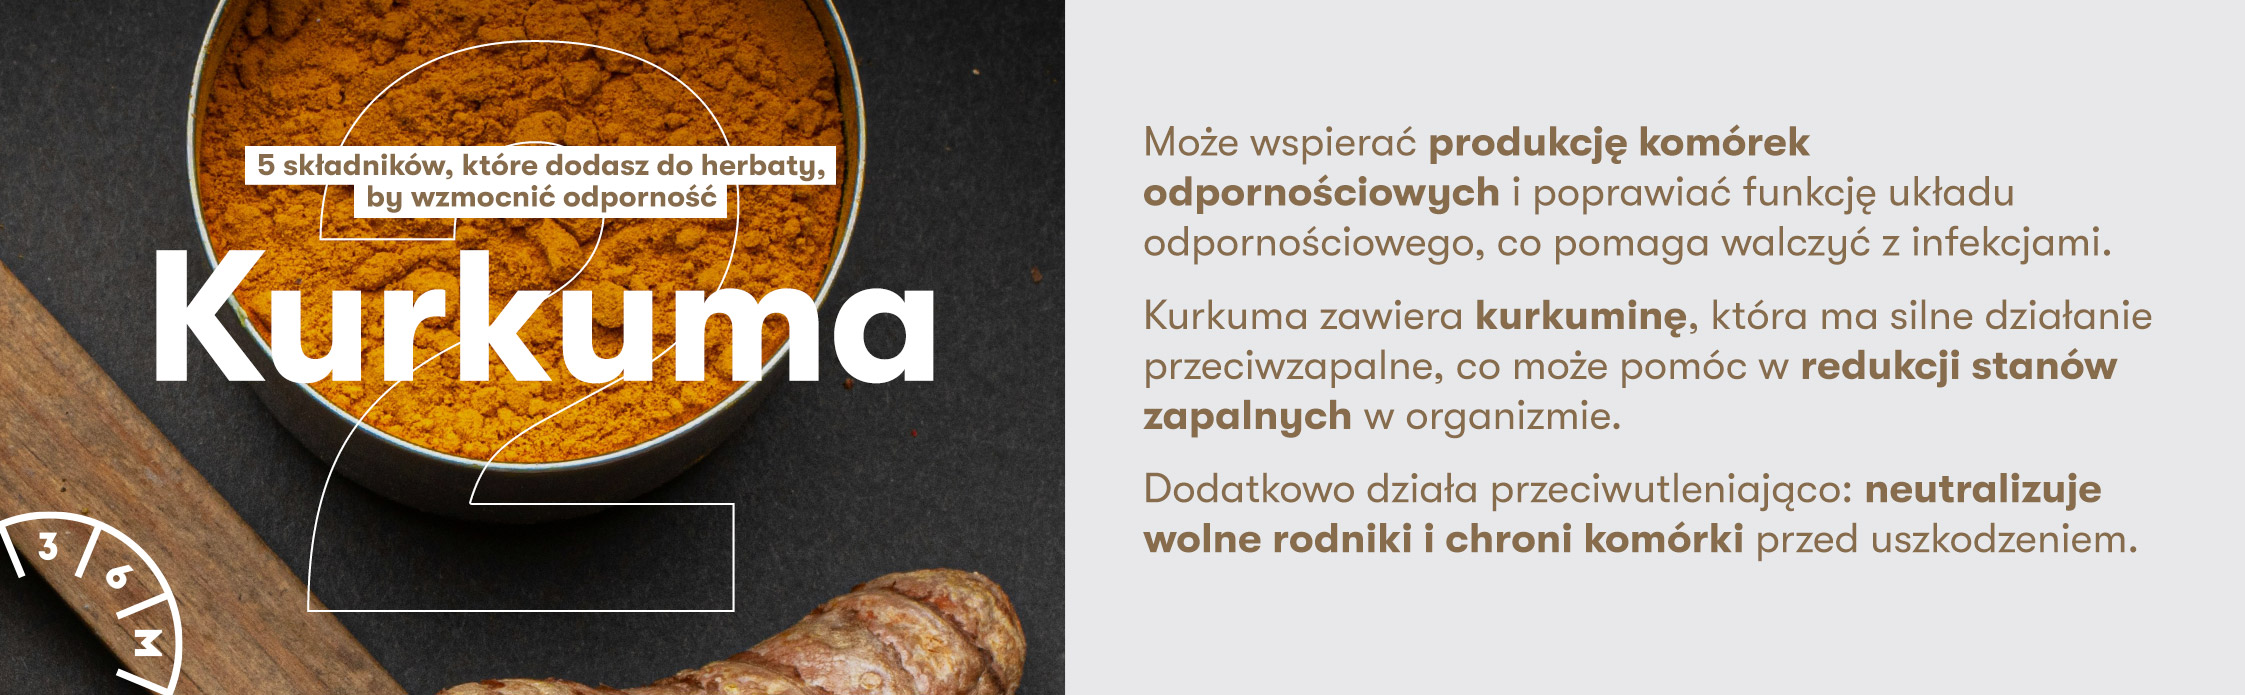 5 składników, które dodasz do herbaty,
by wzmocnić odporność
2
Kurkuma
3
6
M
Może wspierać produkcję komórek
odpornościowych i poprawiać funkcję układu
odpornościowego, co pomaga walczyć z infekcjami.
Kurkuma zawiera kurkuminę, która ma silne działanie
przeciwzapalne, co może pomóc w redukcji stanów
zapalnych w organizmie.
Dodatkowo działa przeciwutleniająco: neutralizuje
wolne rodniki i chroni komórki przed uszkodzeniem.